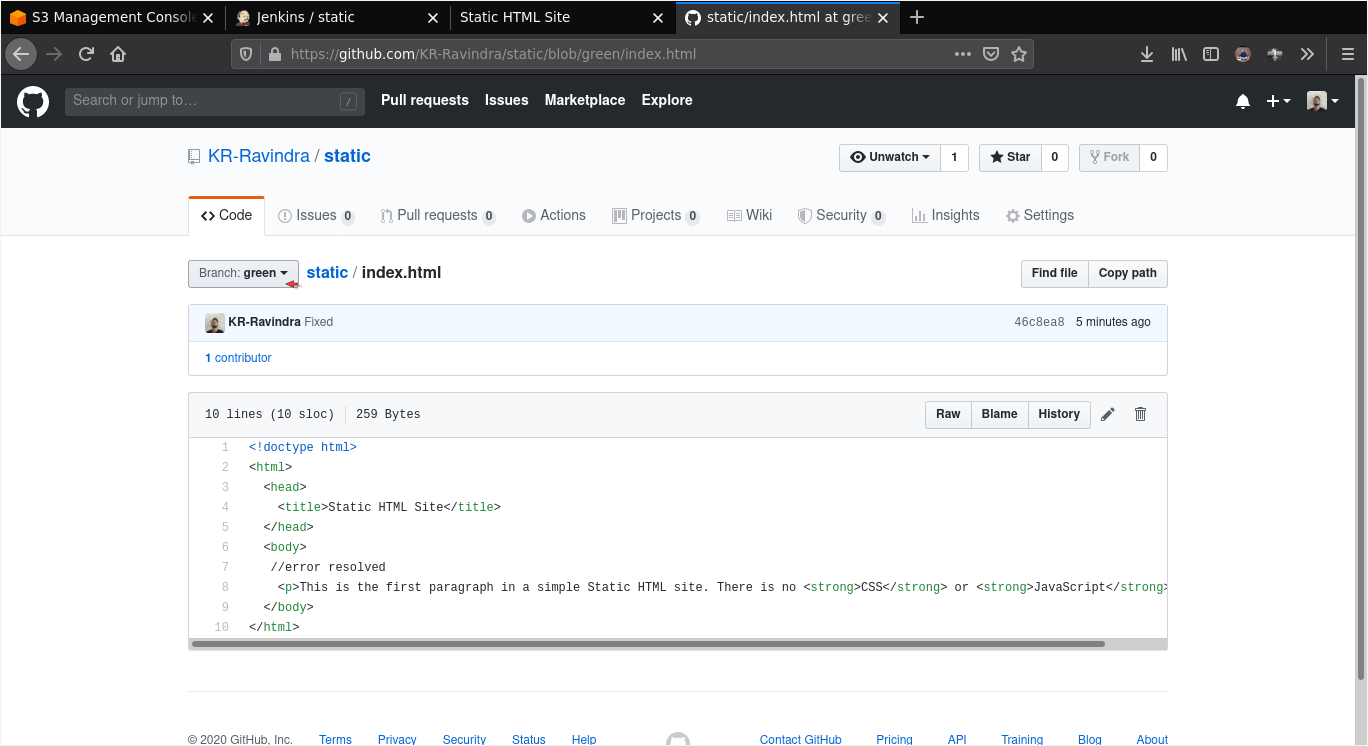 S3 Management Console
Jenkins / static
Static HTML Site
static/index.html at gree
https://github.com/KR-Ravindra/static/blob/green/index.html
Search or jump to… /
Pull requests Issues Marketplace Explore
KR-Ravindra / static
Unwatch 1 Star 0 Fork 0
Code Issues 0 Pull requests 0 Actions Projects 0 Wiki Security 0 Insights Settings
Branch: green static / index.html Find file Copy path
KR-Ravindra Fixed 46c8ea8 5 minutes ago
1 contributor
10 lines (10 sloc) 259 Bytes Raw Blame History
1 <!doctype html>
2 <html>
3 <head>
4 <title>Static HTML Site</title>
5 </head>
6 <body>
7 //error resolved
8 <p>This is the first paragraph in a simple Static HTML site. There is no <strong>CSS</strong> or <strong>JavaScript</strong>
9 </body>
10 </html>
© 2020 GitHub, Inc. Terms Privacy Security Status Help Contact GitHub Pricing API Training Blog About